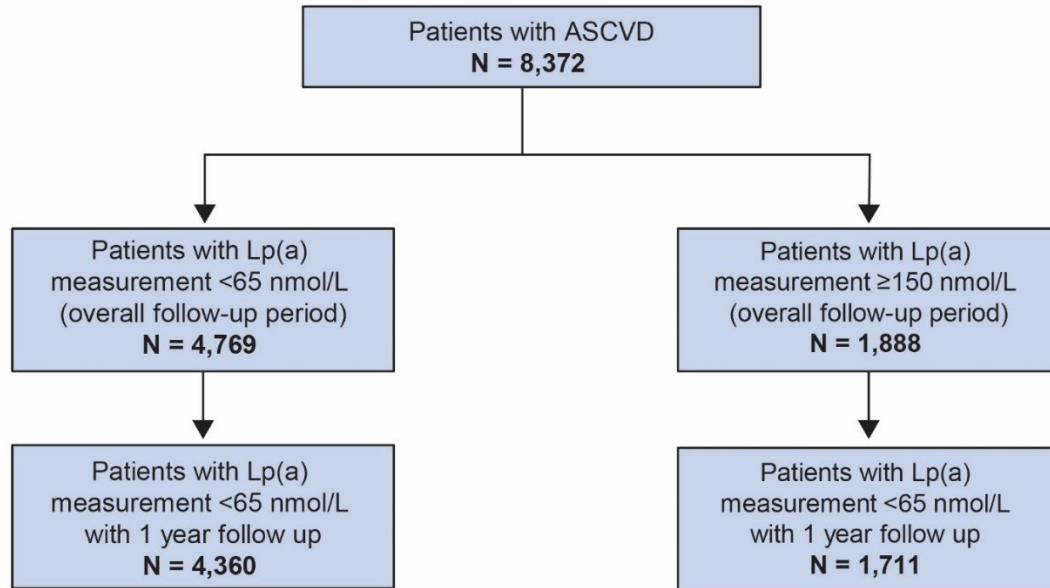 Patients with ASCVD
N = 8,372
Patients with Lp(a)
measurement <65 nmol/L
(overall follow-up period)
N = 4,769
Patients with Lp(a)
measurement ≥150 nmol/L
(overall follow-up period)
N = 1,888
Patients with Lp(a)
measurement <65 nmol/L
with 1 year follow up
N = 4,360
Patients with Lp(a)
measurement <65 nmol/L
with 1 year follow up
N = 1,711